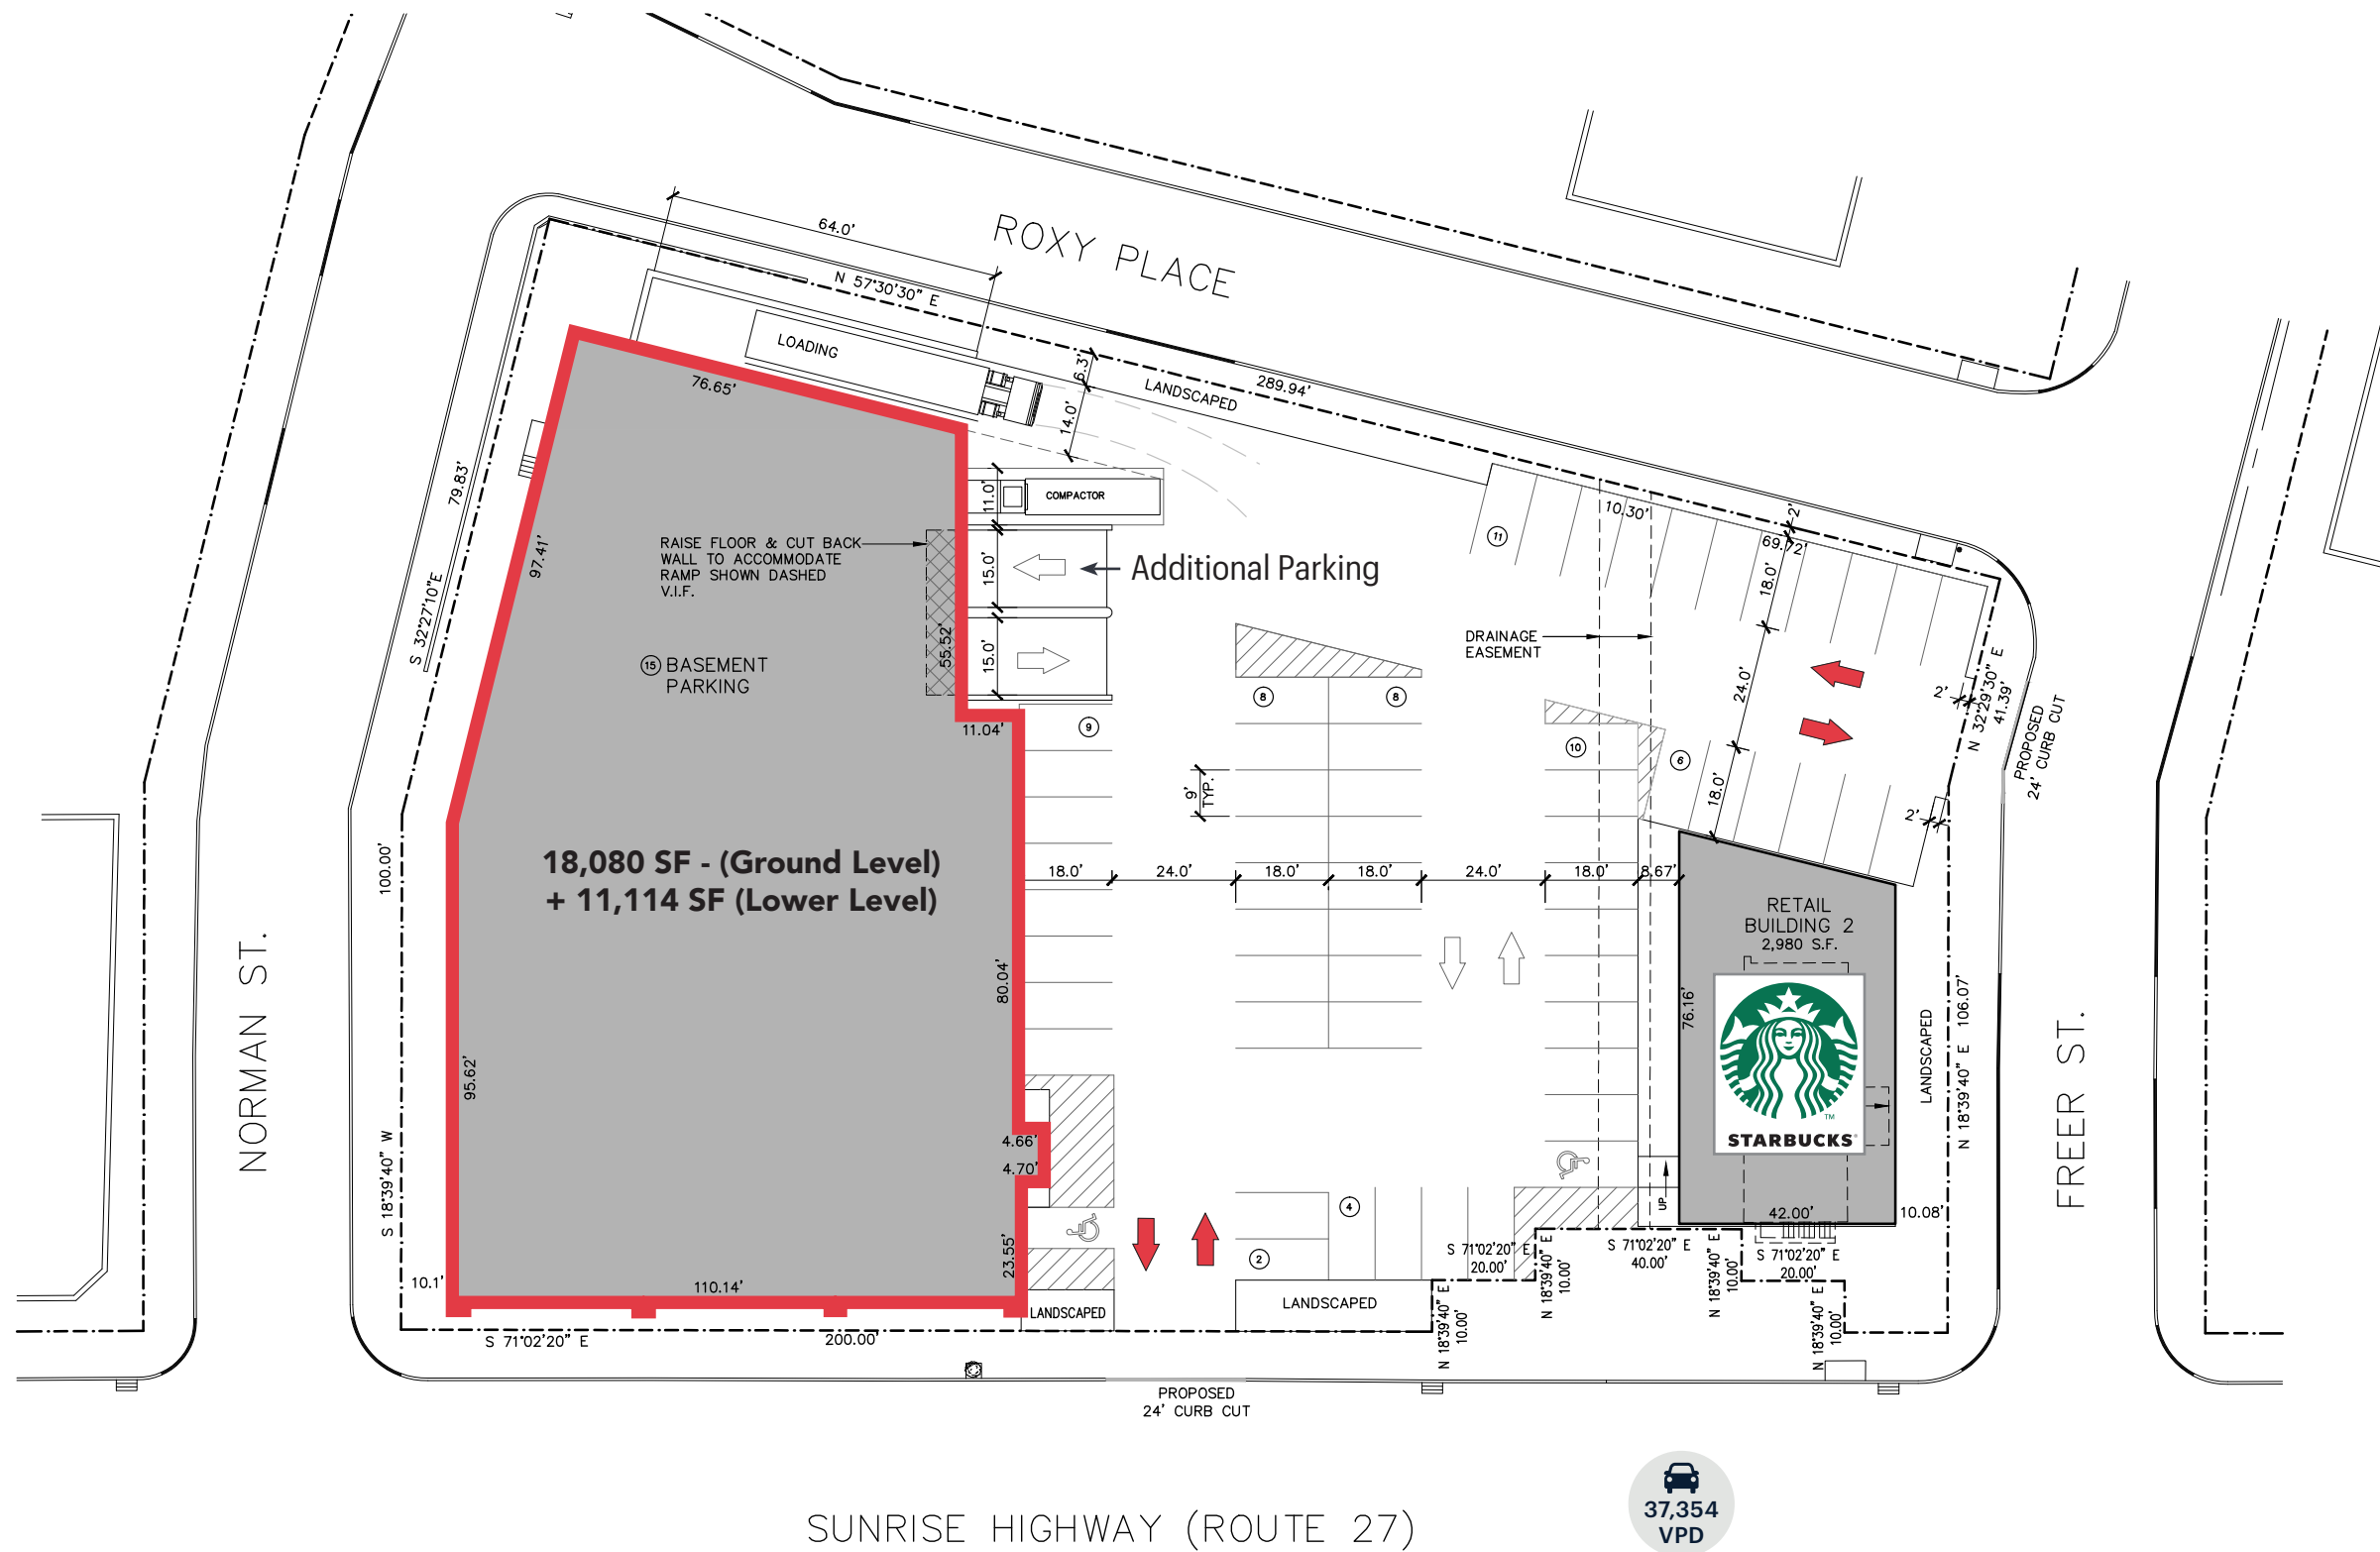 ROXY PLACE
64.0'
N 57°30'30" E
LOADING
6.3'
14.0'
LANDSCAPED
289.94'
76.65'
79.83'
S 32°27'10"E
97.41'
11.0'
COMPACTOR
RAISE FLOOR & CUT BACK
WALL TO ACCOMMODATE
RAMP SHOWN DASHED
V.I.F.
15.0'
Additional Parking
55.52'
15.0'
15 BASEMENT
PARKING
11.04'
11
10.30'
2'
69.72'
18.0'
DRAINAGE
EASEMENT
24.0'
2'
N 32°29'30" E
41.39'
PROPOSED
24' CURB CUT
9
8
8
10
6
9'
TYP.
18.0'
2'
18,080 SF - (Ground Level)
+ 11,114 SF (Lower Level)
100.00'
18.0'
24.0'
18.0'
18.0'
24.0'
18.0'
8.67'
RETAIL
BUILDING 2
2,980 S.F.
76.16'
80.04'
STARBUCKS
TM
LANDSCAPED
N 18°39'40" E 106.07'
NORMAN ST.
FREER ST.
95.62'
S 18°39'40" W
4.66'
4.70'
23.55'
4
2
UP
42.00'
10.08'
10.1'
110.14'
LANDSCAPED
LANDSCAPED
S 71°02'20" E
20.00'
N 18°39'40" E
10.00'
S 71°02'20" E
40.00'
N 18°39'40" E
10.00'
S 71°02'20" E
20.00'
N 18°39'40" E
10.00'
N 18°39'40" E
10.00'
S 71°02'20" E
200.00'
PROPOSED
24' CURB CUT
SUNRISE HIGHWAY (ROUTE 27)
37,354
VPD